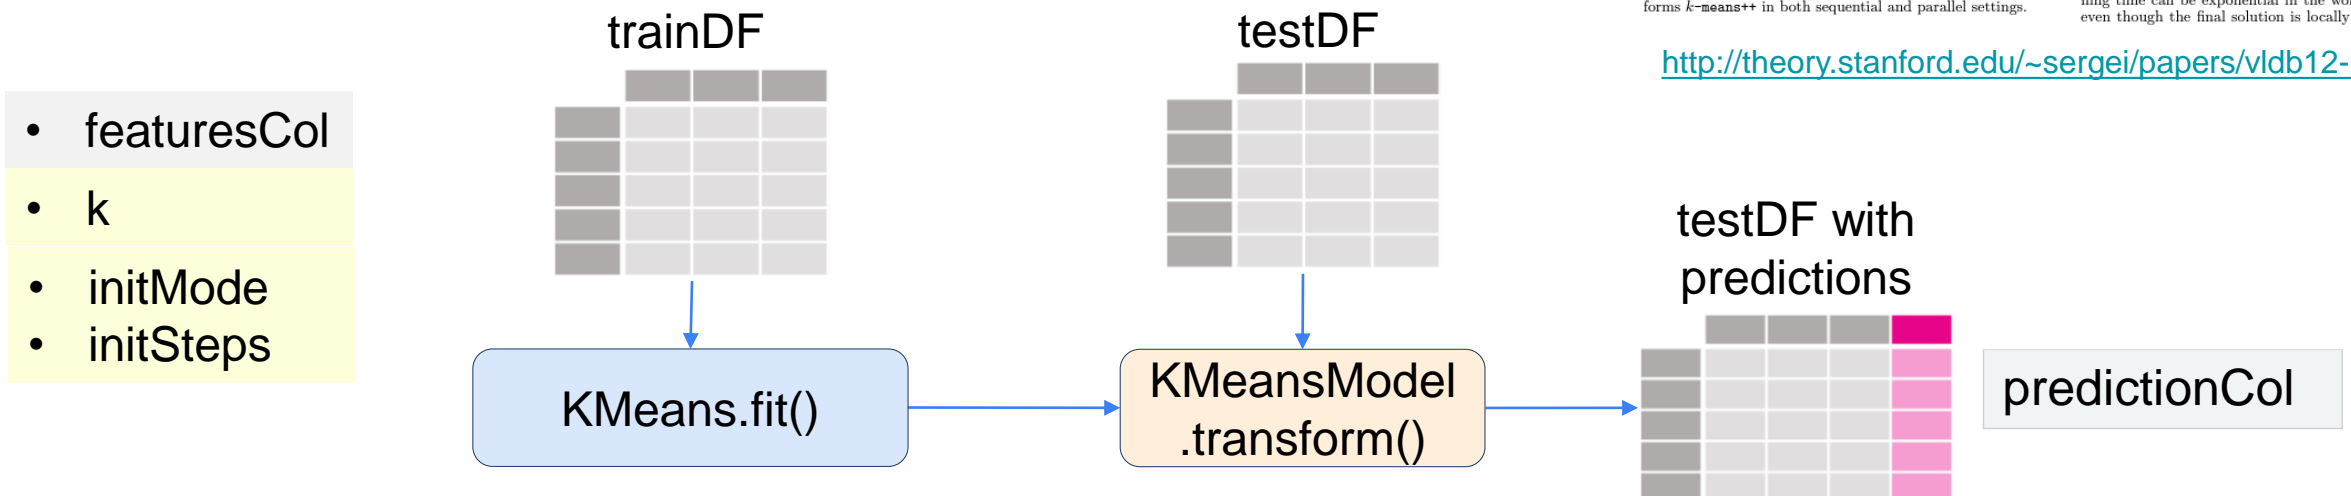 forms k-means++ in both sequential and parallel settings.
even though the final solution is locally
http://theory.stanford.edu/~sergei/papers/vldb12-
trainDF
testDF
• featuresCol
• k
• initMode
• initSteps
testDF with
predictions
KMeans.fit()
KMeansModel
.transform()
predictionCol